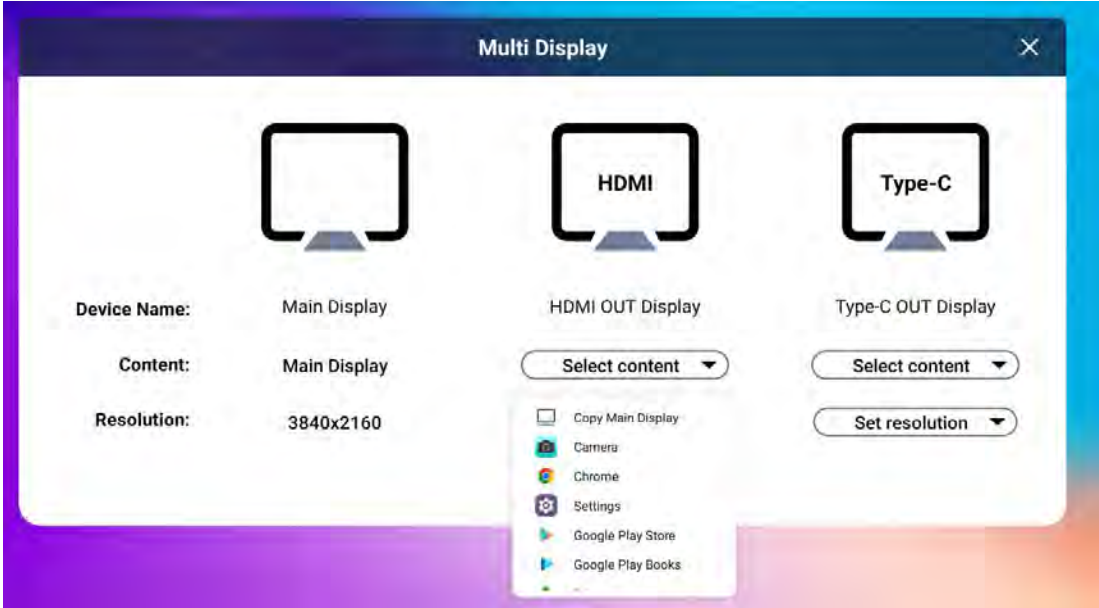 Multi Display
HDMI
Type-C
Device Name: Main Display HDMI OUT Display Type-C OUT Display
Content: Main Display Select content Select content
Resolution: 3840x2160 Set resolution
Copy Main Display
Camera
Chrome
Settings
Google Play Store
Google Play Books